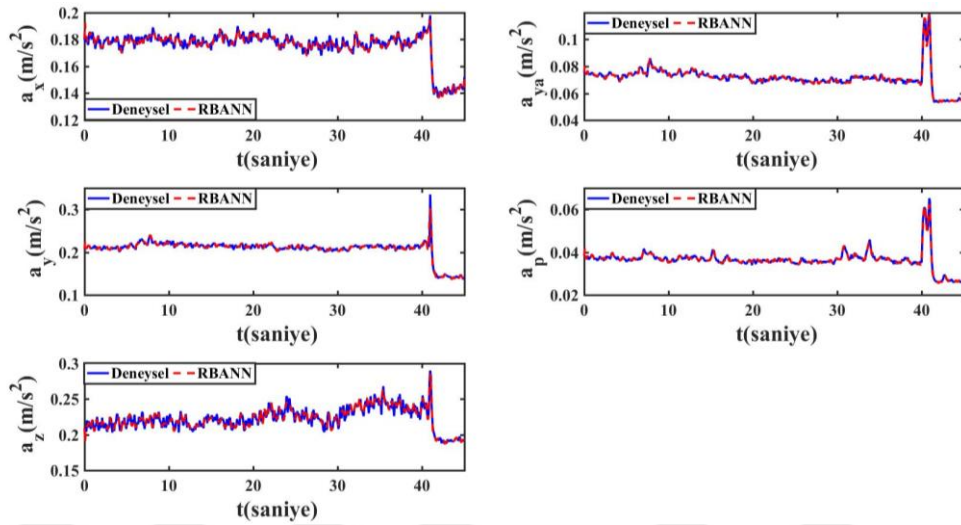 0.2
0.18
0.16
0.14
0.12
a_x(m/s²)
Deneysel RBANN
0 10 20 30 40
t(saniye)
0.1
0.08
0.06
0.04
a_ya(m/s²)
Deneysel RBANN
0 10 20 30 40
t(saniye)
0.3
0.2
0.1
a_y(m/s²)
Deneysel RBANN
0 10 20 30 40
t(saniye)
0.06
0.04
0.02
a_p(m/s²)
Deneysel RBANN
0 10 20 30 40
t(saniye)
0.3
0.25
0.2
0.15
a_z(m/s²)
Deneysel RBANN
0 10 20 30 40
t(saniye)